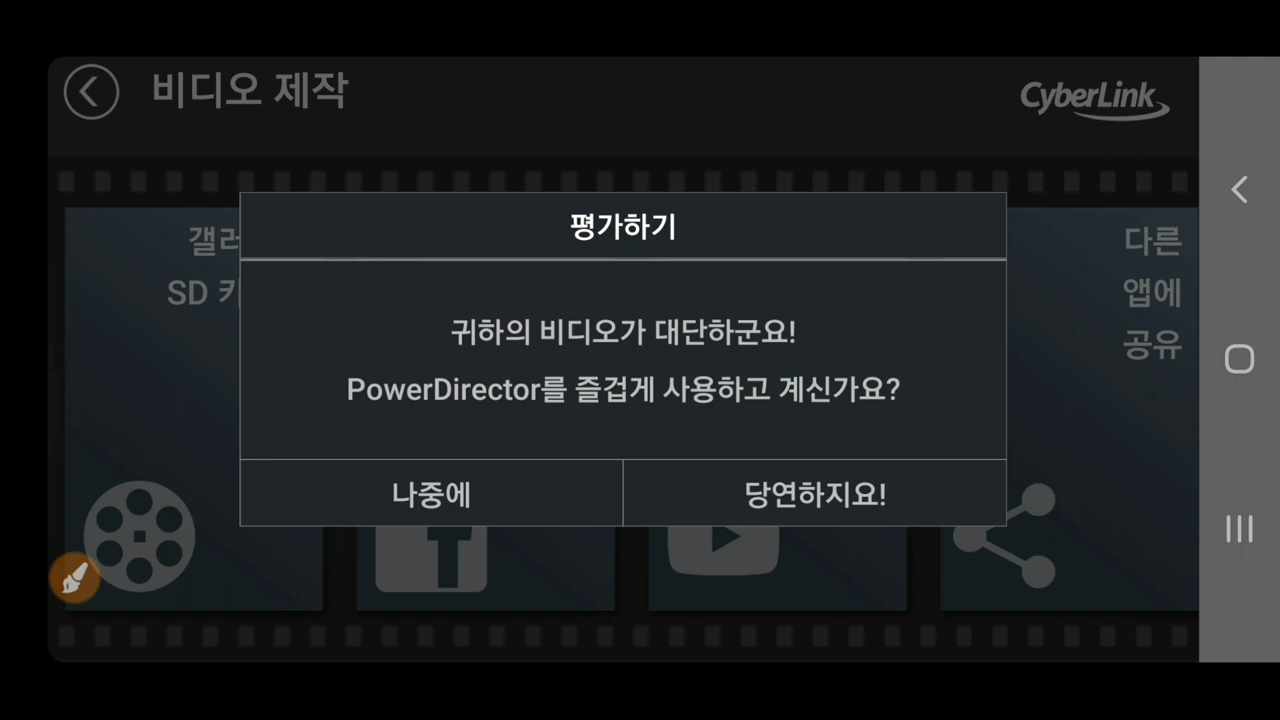 비디오 제작
CyberLink
평가하기
갤러
SD 카
다른
앱에
공유
귀하의 비디오가 대단하군요!
PowerDirector를 즐겁게 사용하고 계신가요?
나중에
당연하지요!